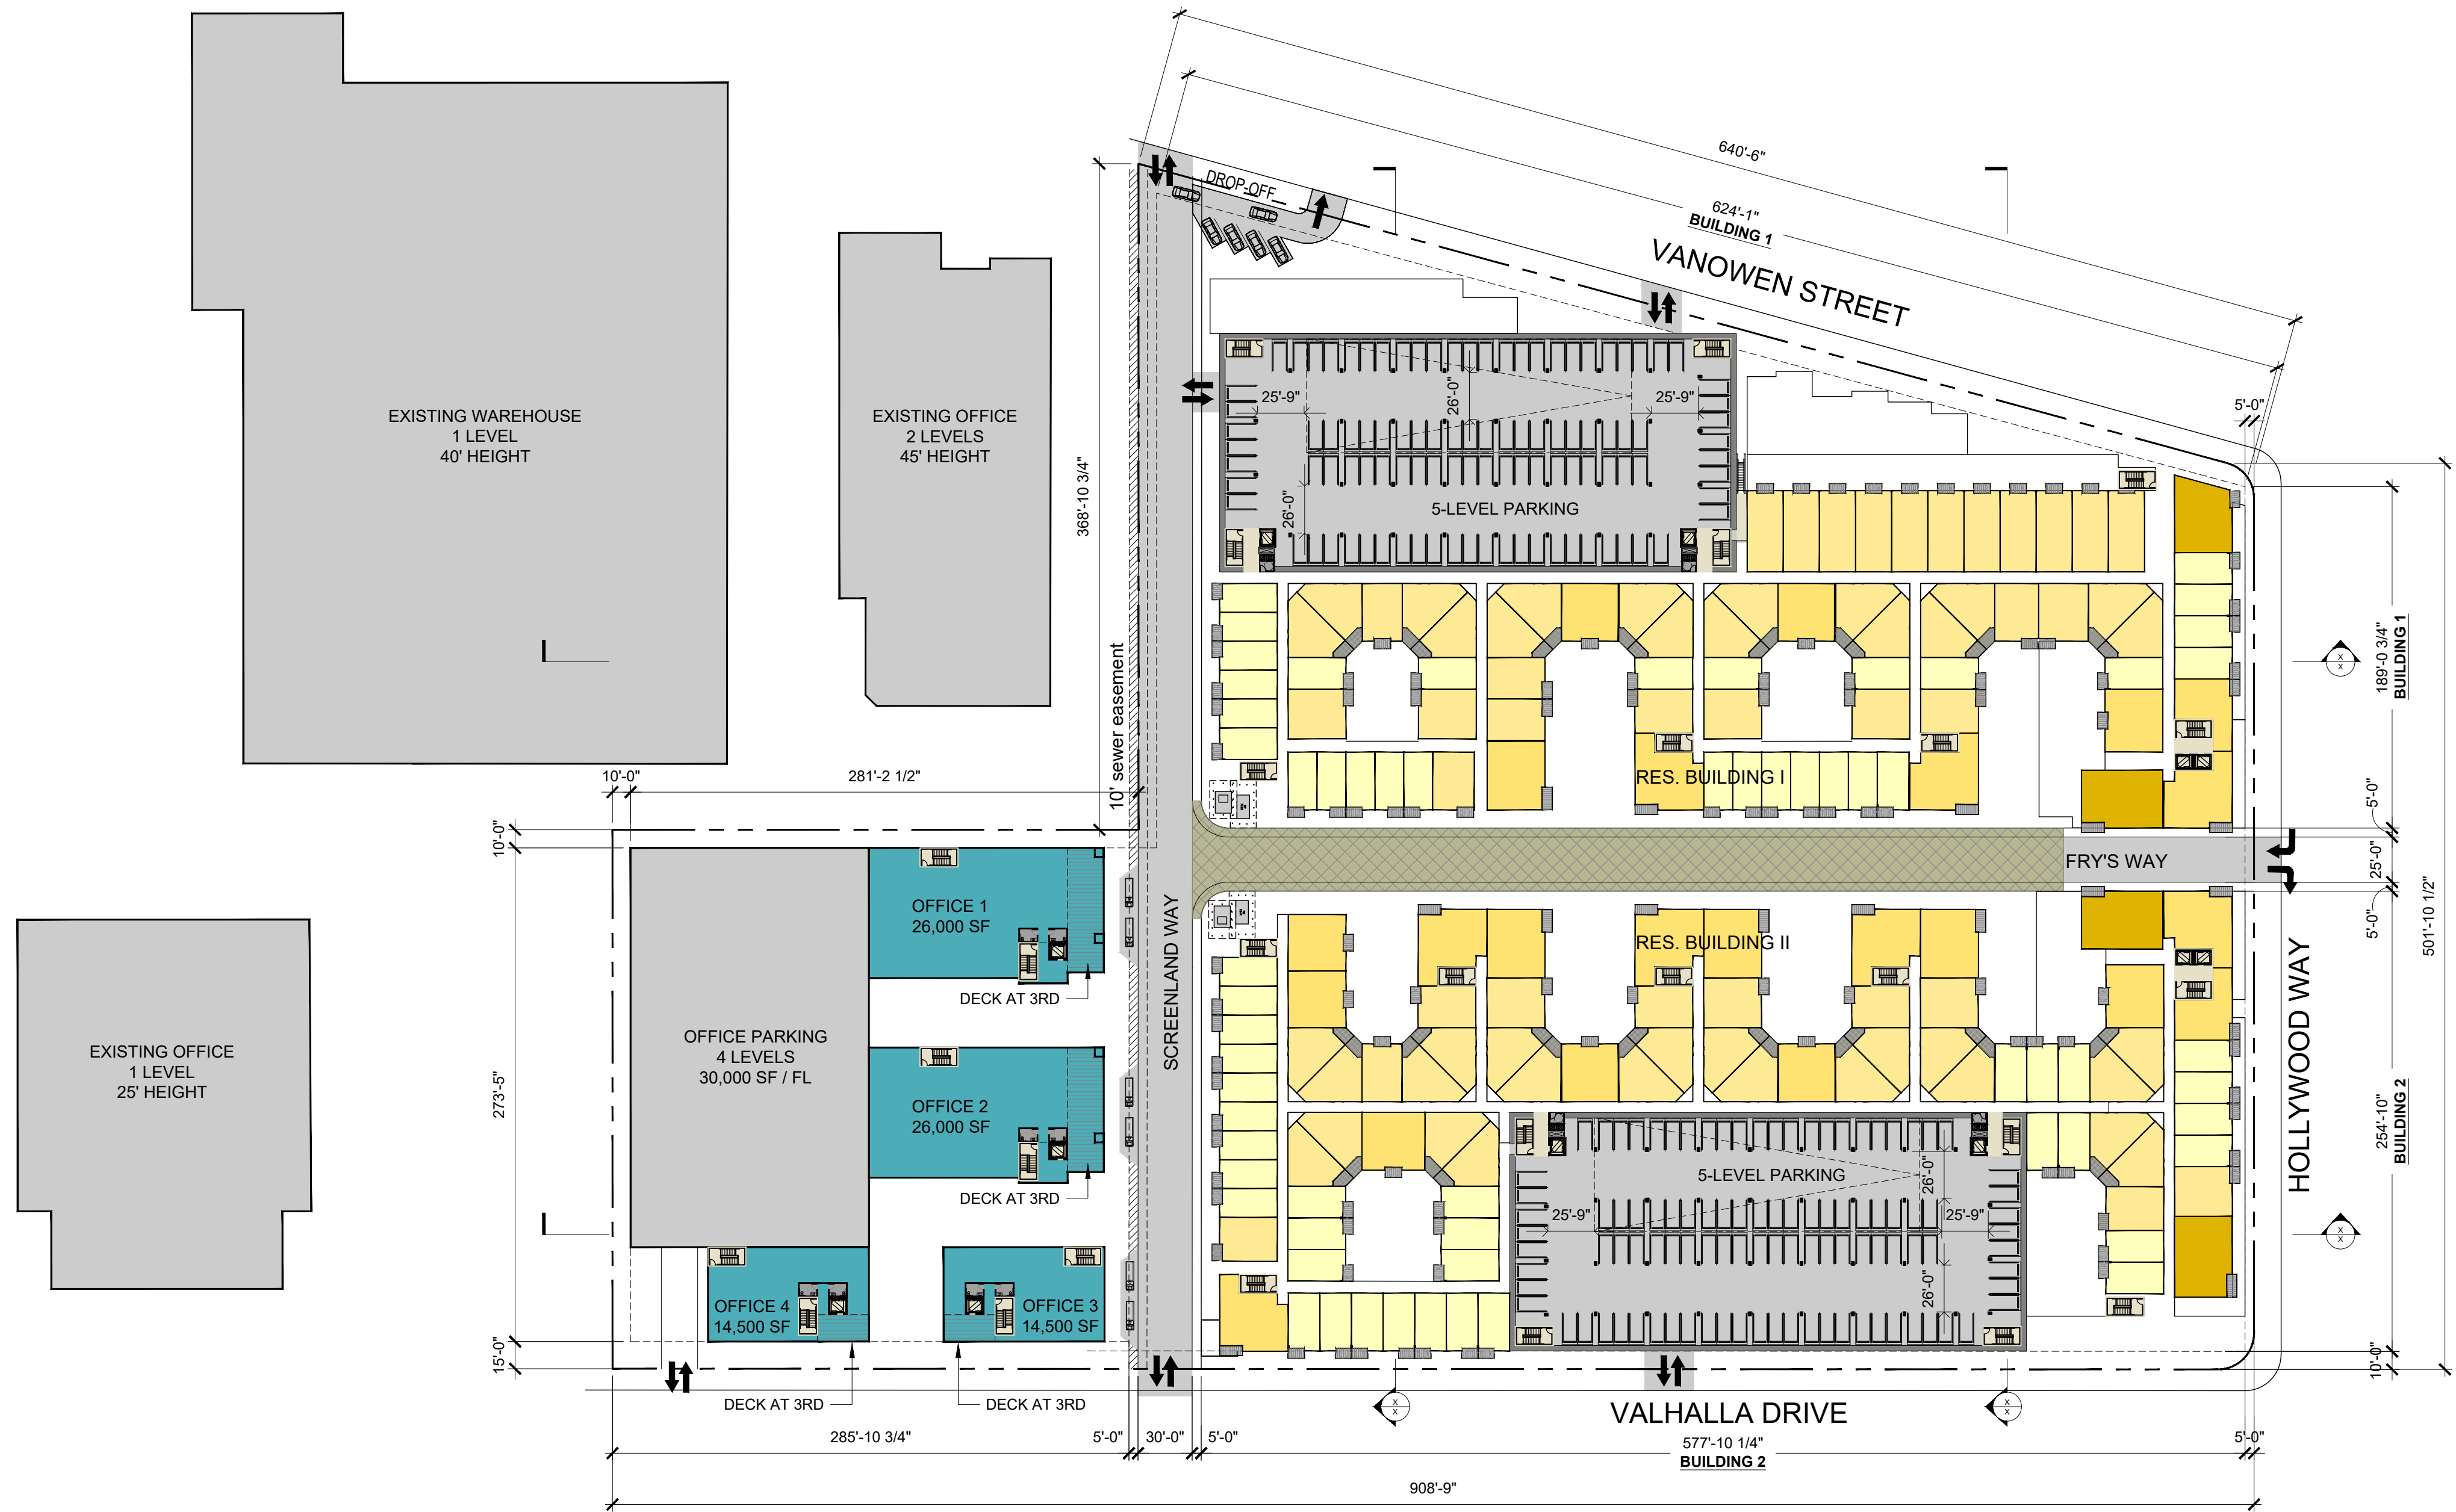 640'-6"
624'-1"
BUILDING 1
VANOWEN STREET
DROP-OFF
EXISTING WAREHOUSE
1 LEVEL
40' HEIGHT
EXISTING OFFICE
2 LEVELS
45' HEIGHT
368'-10 3/4"
25'-9"
26'-0"
25'-9"
26'-0"
5-LEVEL PARKING
5'-0"
10' sewer easement
189'-0 3/4"
BUILDING 1
X
X
10'-0"
281'-2 1/2"
RES. BUILDING I
5'-0"
10'-0"
FRY'S WAY
25'-0"
5'-0"
501'-10 1/2"
OFFICE 1
26,000 SF
DECK AT 3RD
SCREENLAND WAY
RES. BUILDING II
HOLLYWOOD WAY
EXISTING OFFICE
1 LEVEL
25' HEIGHT
273'-5"
OFFICE PARKING
4 LEVELS
30,000 SF / FL
OFFICE 2
26,000 SF
DECK AT 3RD
254'-10"
BUILDING 2
5-LEVEL PARKING
26'-0"
25'-9"
25'-9"
26'-0"
X
X
OFFICE 4
14,500 SF
OFFICE 3
14,500 SF
15'-0"
10'-0"
DECK AT 3RD
DECK AT 3RD
X
X
X
X
VALHALLA DRIVE
285'-10 3/4"
5'-0"
30'-0"
5'-0"
577'-10 1/4"
BUILDING 2
5'-0"
908'-9"